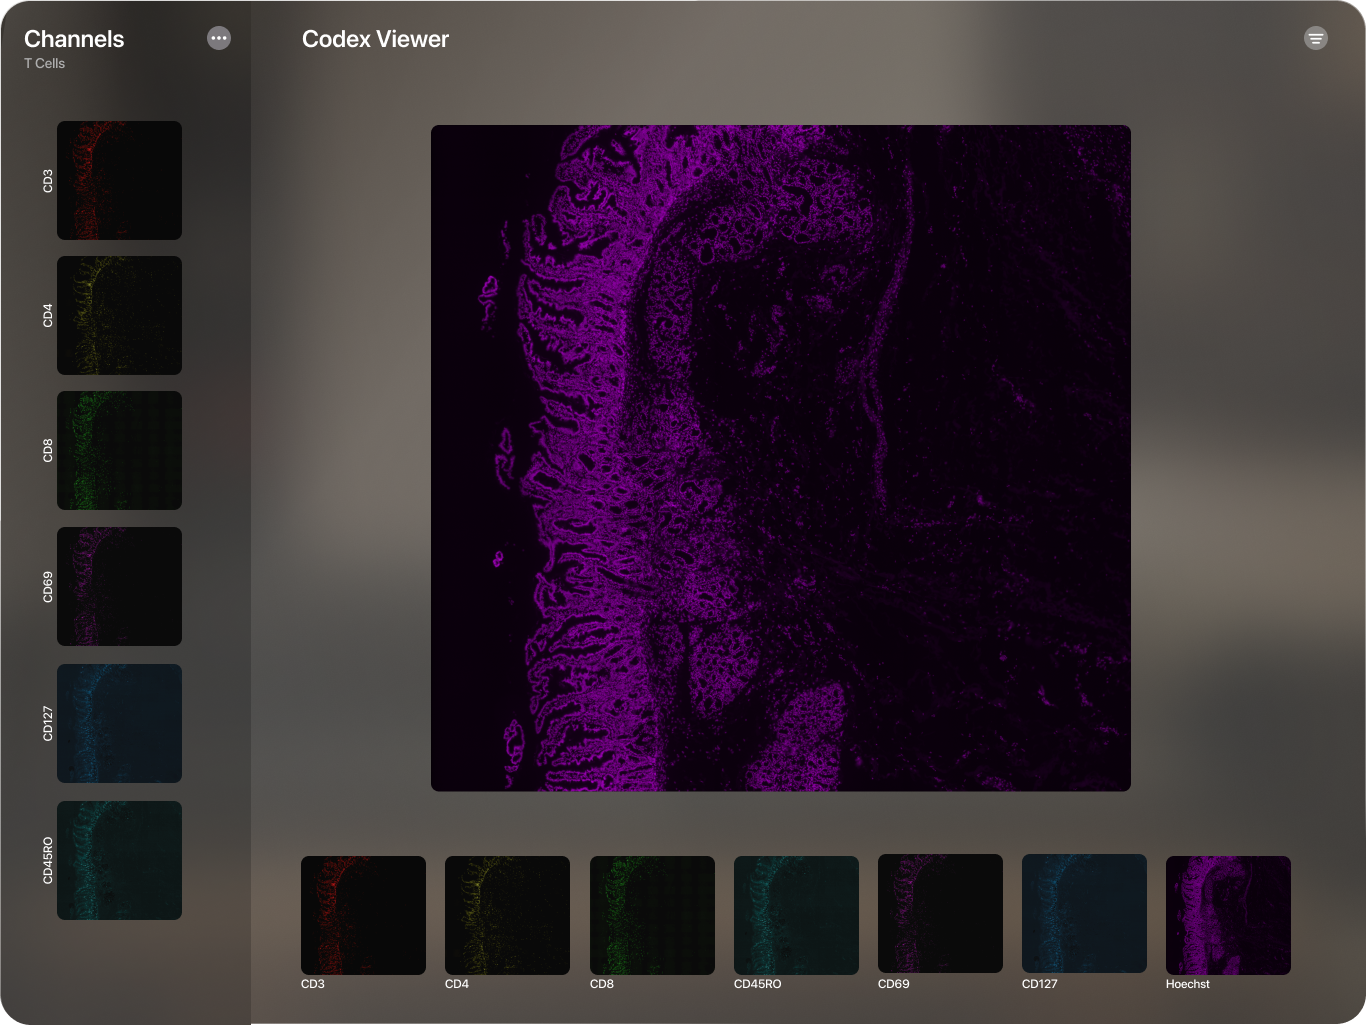 Channels
T Cells
CD3
CD4
CD8
CD69
CD127
CD45RO
Codex Viewer
CD3
CD4
CD8
CD45RO
CD69
CD127
Hoechst